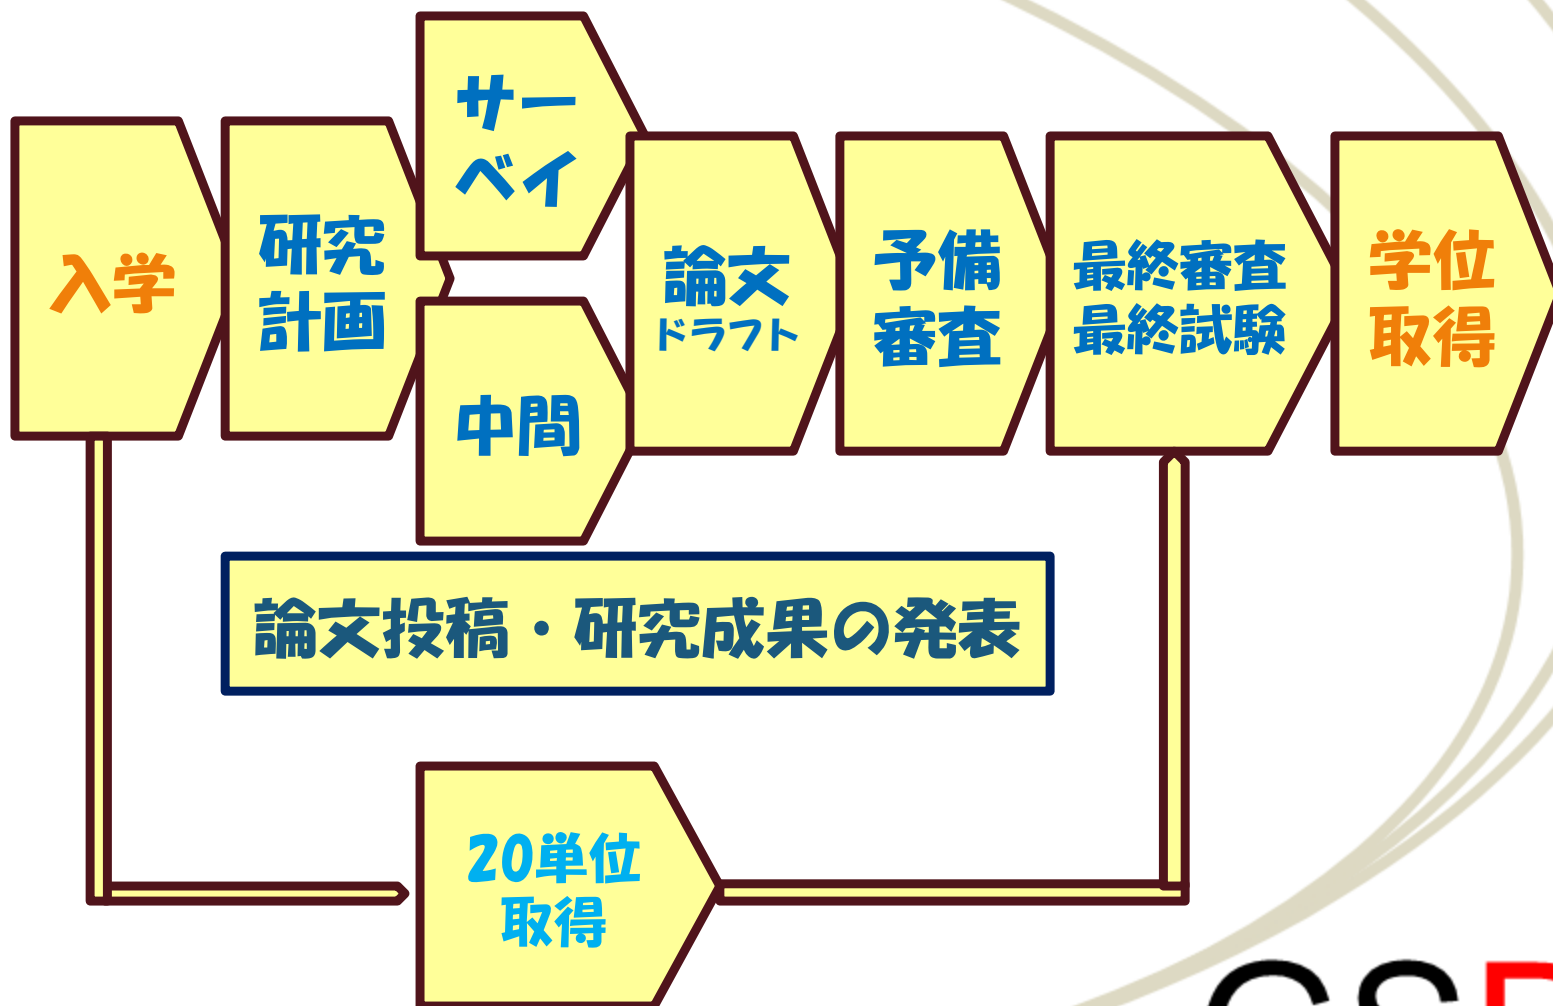 入学
研究
計画
サー
ベイ
中間
論文
ドラフト
予備
審査
最終審査
最終試験
学位
取得
論文投稿・研究成果の発表
20単位
取得